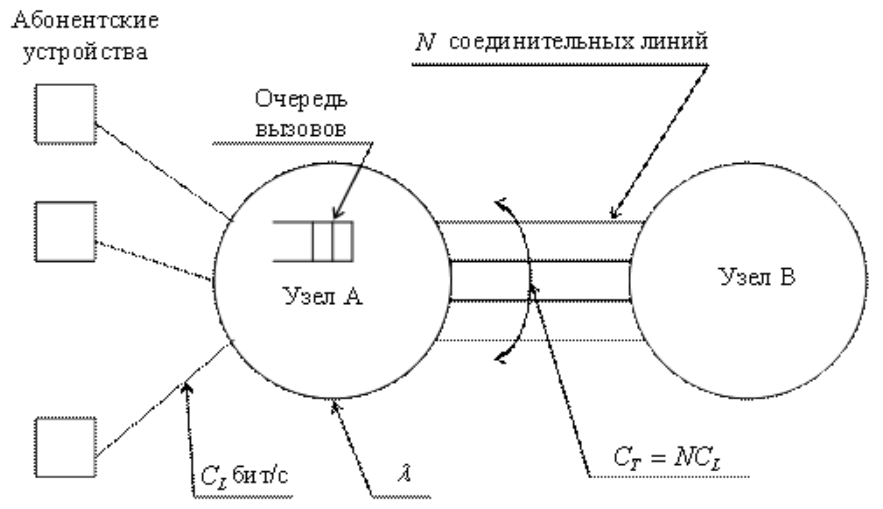 Абонентские
устройства
N соединительных линий
Очередь
вызовов
Узел А
Узел В
C_L бит/с
λ
C_T = NC_L